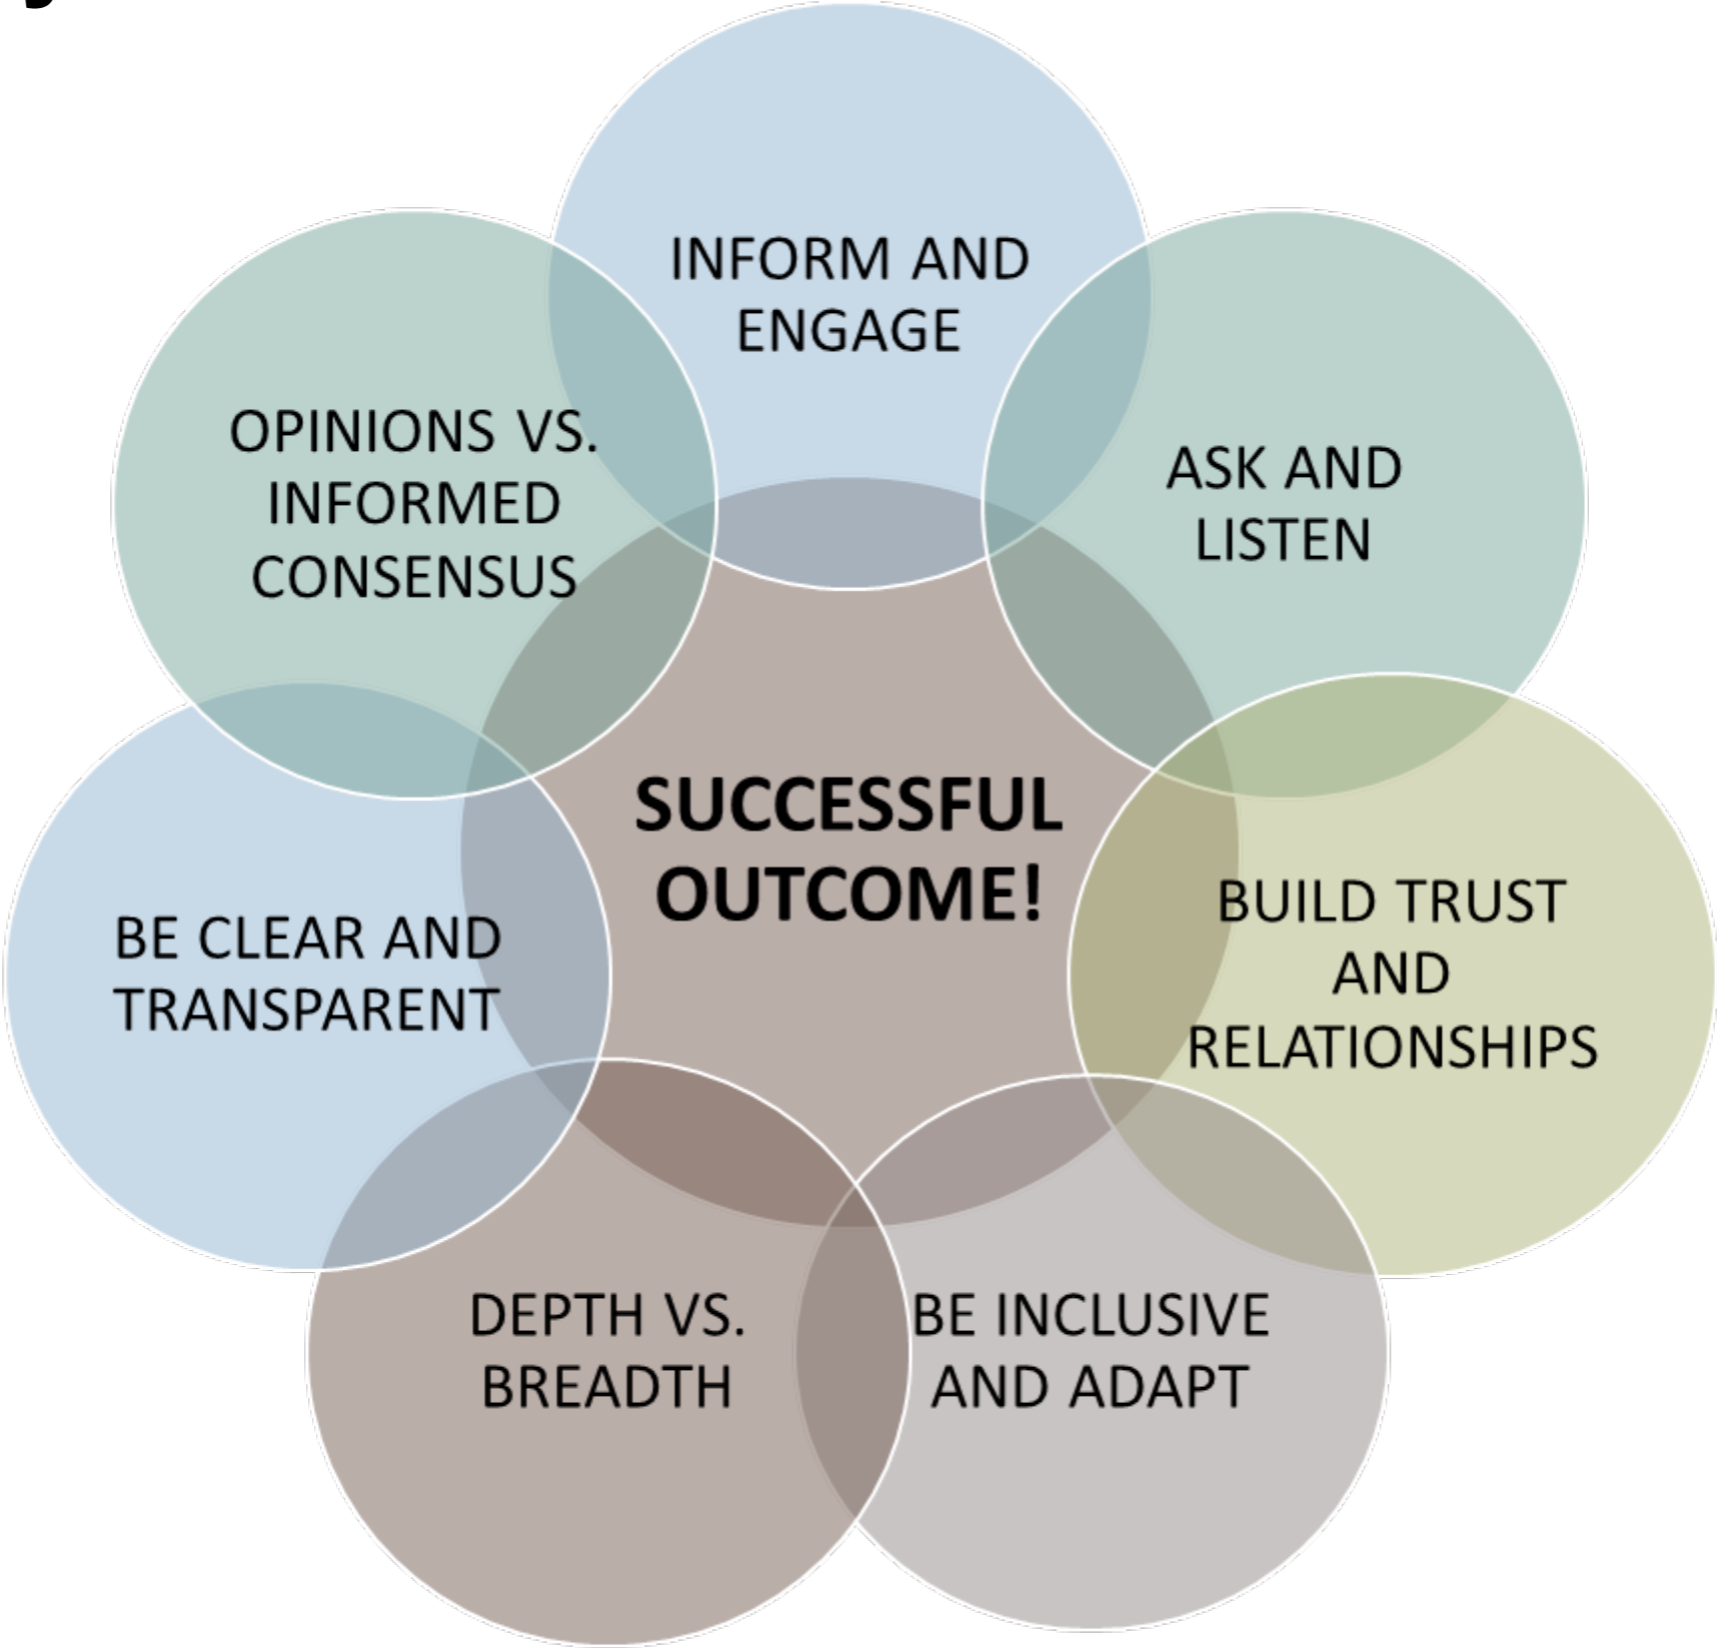 INFORM AND
ENGAGE
ASK AND
LISTEN
BUILD TRUST
AND
RELATIONSHIPS
BE INCLUSIVE
AND ADAPT
DEPTH VS.
BREADTH
BE CLEAR AND
TRANSPARENT
OPINIONS VS.
INFORMED
CONSENSUS
SUCCESSFUL
OUTCOME!